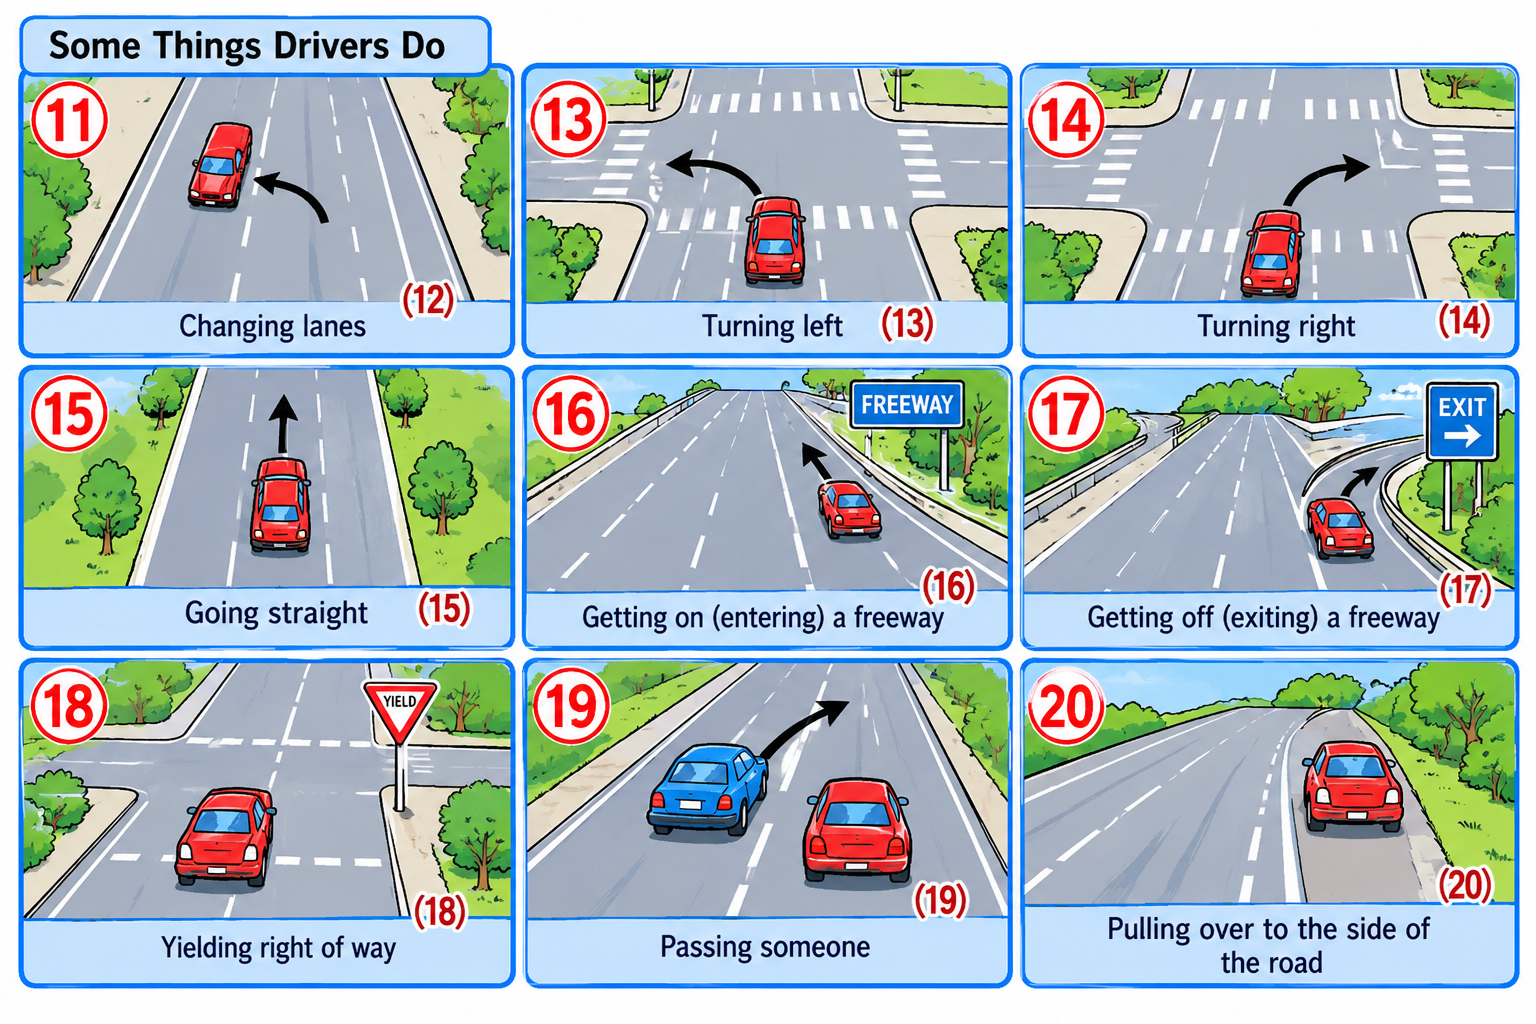 Some Things Drivers Do
11
(12)
Changing lanes
13
Turning left (13)
14
Turning right (14)
15
Going straight (15)
16
FREEWAY
(16)
Getting on (entering) a freeway
17
EXIT
(17)
Getting off (exiting) a freeway
18
YIELD
(18)
Yielding right of way
19
(19)
Passing someone
20
(20)
Pulling over to the side of
the road